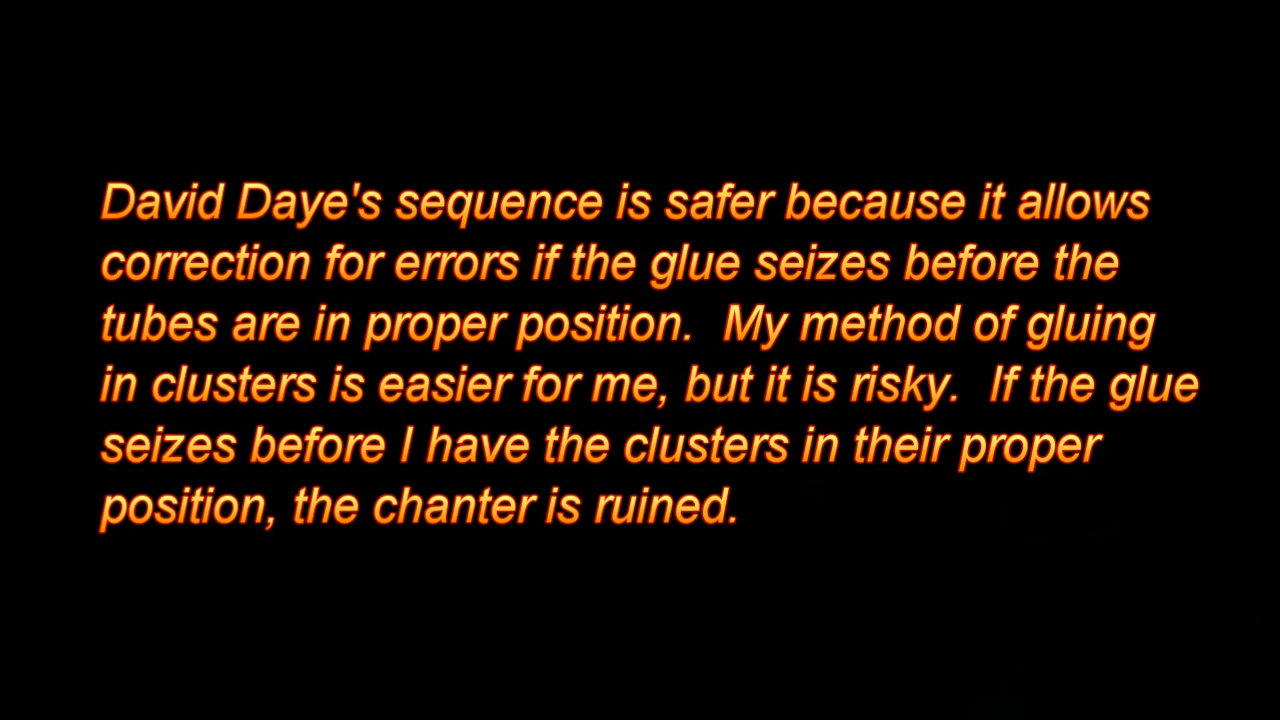 David Daye's sequence is safer because it allows
correction for errors if the glue seizes before the
tubes are in proper position.  My method of gluing
in clusters is easier for me, but it is risky.  If the glue
seizes before I have the clusters in their proper
position, the chanter is ruined.